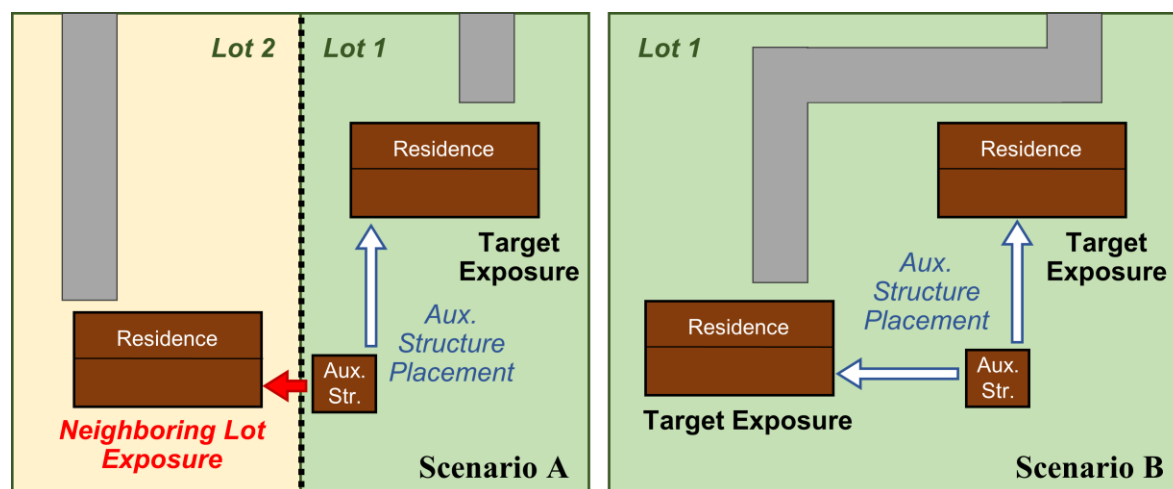 Lot 2
Lot 1
Residence
Target
Exposure
Aux.
Structure
Placement
Residence
Aux.
Str.
Neighboring Lot
Exposure
Scenario A
Lot 1
Residence
Target
Exposure
Aux.
Structure
Placement
Residence
Aux.
Str.
Target Exposure
Scenario B